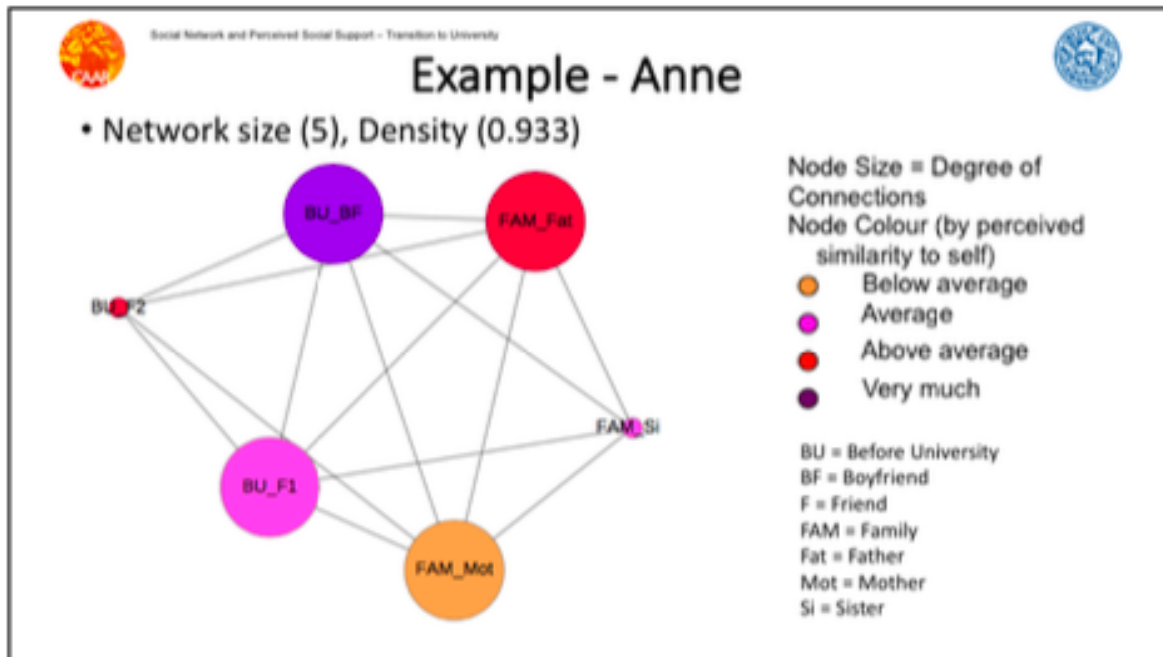 Social Network and Perceived Social Support – Transition to University
CAAR
Example - Anne
• Network size (5), Density (0.933)
BU_BF
FAM_Fat
BU_F2
FAM_Si
BU_F1
FAM_Mot
Node Size = Degree of
Connections
Node Colour (by perceived
similarity to self)
Below average
Average
Above average
Very much
BU = Before University
BF = Boyfriend
F = Friend
FAM = Family
Fat = Father
Mot = Mother
Si = Sister